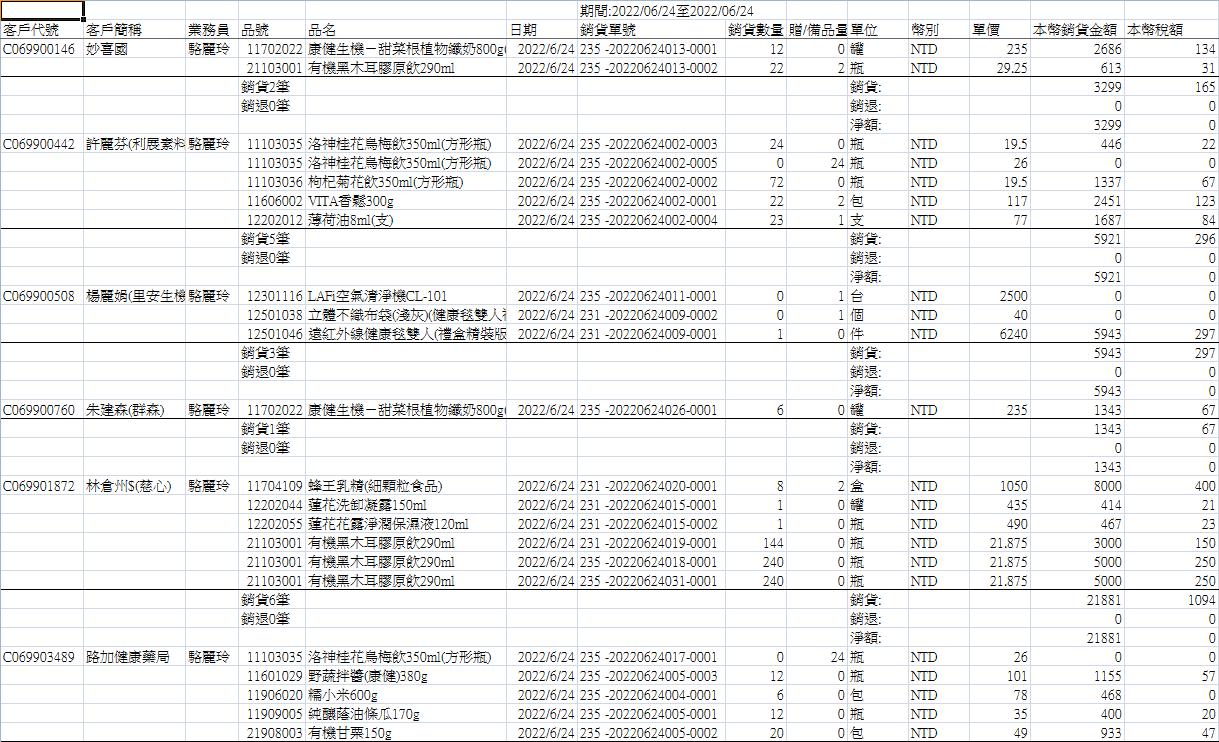 期間:2022/06/24至2022/06/24
客戶代號 客戶簡稱 業務員 品號 品名 日期 銷貨單號 銷貨數量 贈/備品量 單位 幣別 單價 本幣銷貨金額 本幣稅額
C069900146 妙喜國 駱麗玲 11702022 康健生機－甜菜根植物纖奶800g( 2022/6/24 235 -20220624013-0001 12 0 罐 NTD 235 2686 134
21103001 有機黑木耳膠原飲290ml 2022/6/24 235 -20220624013-0002 22 2 瓶 NTD 29.25 613 31
銷貨2筆 銷貨: 3299 165
銷退0筆 銷退: 0 0
淨額: 3299 0
C069900442 許麗芬(利展素料 駱麗玲 11103035 洛神桂花烏梅飲350ml(方形瓶) 2022/6/24 235 -20220624002-0003 24 0 瓶 NTD 19.5 446 22
11103035 洛神桂花烏梅飲350ml(方形瓶) 2022/6/24 235 -20220624002-0005 0 24 瓶 NTD 26 0 0
11103036 枸杞菊花飲350ml(方形瓶) 2022/6/24 235 -20220624002-0002 72 0 瓶 NTD 19.5 1337 67
11606002 VITA香鬆300g 2022/6/24 235 -20220624002-0001 22 2 包 NTD 117 2451 123
12202012 薄荷油8ml(支) 2022/6/24 235 -20220624002-0004 23 1 支 NTD 77 1687 84
銷貨5筆 銷貨: 5921 296
銷退0筆 銷退: 0 0
淨額: 5921 0
C069900508 楊麗娟(里安生機 駱麗玲 12301116 LAFi空氣清淨機CL-101 2022/6/24 235 -20220624011-0001 0 1 台 NTD 2500 0 0
12501038 立體不織布袋(淺灰)(健康毯雙人 2022/6/24 231 -20220624009-0002 0 1 個 NTD 40 0 0
12501046 遠紅外線健康毯雙人(禮盒精裝版 2022/6/24 231 -20220624009-0001 1 0 件 NTD 6240 5943 297
銷貨3筆 銷貨: 5943 297
銷退0筆 銷退: 0 0
淨額: 5943 0
C069900760 朱建森(群森) 駱麗玲 11702022 康健生機－甜菜根植物纖奶800g( 2022/6/24 235 -20220624026-0001 6 0 罐 NTD 235 1343 67
銷貨1筆 銷貨: 1343 67
銷退0筆 銷退: 0 0
淨額: 1343 0
C069901872 林倉州S(慈心) 駱麗玲 11704109 蜂王乳精(細顆粒食品) 2022/6/24 231 -20220624020-0001 8 2 盒 NTD 1050 8000 400
12202044 蓮花洗卸凝露150ml 2022/6/24 231 -20220624015-0001 1 0 罐 NTD 435 414 21
12202055 蓮花花露淨潤保濕液120ml 2022/6/24 231 -20220624015-0002 1 0 瓶 NTD 490 467 23
21103001 有機黑木耳膠原飲290ml 2022/6/24 231 -20220624019-0001 144 0 瓶 NTD 21.875 3000 150
21103001 有機黑木耳膠原飲290ml 2022/6/24 235 -20220624018-0001 240 0 瓶 NTD 21.875 5000 250
21103001 有機黑木耳膠原飲290ml 2022/6/24 235 -20220624031-0001 240 0 瓶 NTD 21.875 5000 250
銷貨6筆 銷貨: 21881 1094
銷退0筆 銷退: 0 0
淨額: 21881 0
C069903489 路加健康藥局 駱麗玲 11103035 洛神桂花烏梅飲350ml(方形瓶) 2022/6/24 235 -20220624017-0001 0 24 瓶 NTD 26 0 0
11601029 野蔬拌醬(康健)380g 2022/6/24 235 -20220624005-0003 12 0 瓶 NTD 101 1155 57
11906020 糯小米600g 2022/6/24 235 -20220624004-0001 6 0 包 NTD 78 468 0
11909005 純釀蔭油條瓜170g 2022/6/24 235 -20220624005-0001 12 0 瓶 NTD 35 400 20
21908003 有機甘栗150g 2022/6/24 235 -20220624005-0002 20 0 包 NTD 49 933 47